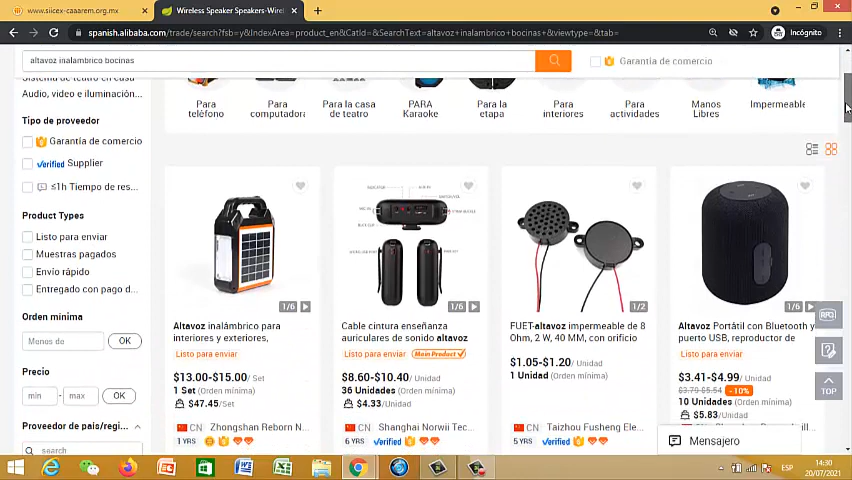 www.siicex-caaarem.org.mx
Wireless Speaker Speakers-Wirel
spanish.alibaba.com/trade/search?fsb=y&IndexArea=product_en&CatId=&SearchText=altavoz+inalambrico+bocinas+&viewtype=&tab=
Incógnito
altavoz inalambrico bocinas
Garantía de comercio
Sistema de teatro en casa
Audio, video e iluminación...
Para teléfono
Para computadora
Para la casa de teatro
PARA Karaoke
Para la etapa
Para interiores
Para actividades
Manos Libres
Impermeable
Tipo de proveedor
Garantía de comercio
Verified Supplier
≤1h Tiempo de res...
Product Types
Listo para enviar
Muestras pagados
Envío rápido
Entregado con pago d...
Orden mínima
Menos de
OK
Precio
min - max OK
Proveedor de país/regi...
search
1/6
Altavoz inalámbrico para
interiores y exteriores,
Listo para enviar
$13.00-$15.00/ Set
1 Set (Orden mínima)
$47.45/ Set
CN Zhongshan Reborn N...
1 YRS
1/6
Cable cintura enseñanza
auriculares de sonido altavoz
Listo para enviar Main Product
$8.60-$10.40/ Unidad
36 Unidades (Orden mínima)
$4.33/ Unidad
CN Shanghai Norwii Tec...
6 YRS Verified
1/2
FUET-altavoz impermeable de 8
Ohm, 2 W, 40 MM, con orificio
$1.05-$1.20/ Unidad
1 Unidad (Orden mínima)
CN Taizhou Fusheng Ele...
5 YRS Verified
1/6
Altavoz Portátil con Bluetooth y
puerto USB, reproductor de
Listo para enviar
$3.41-$4.99/ Unidad
$3.79-$5.54 -10%
10 Unidades (Orden mínima)
$5.83/ Unidad
RFQ
TOP
Mensajero
ESP
14:30
20/07/2021